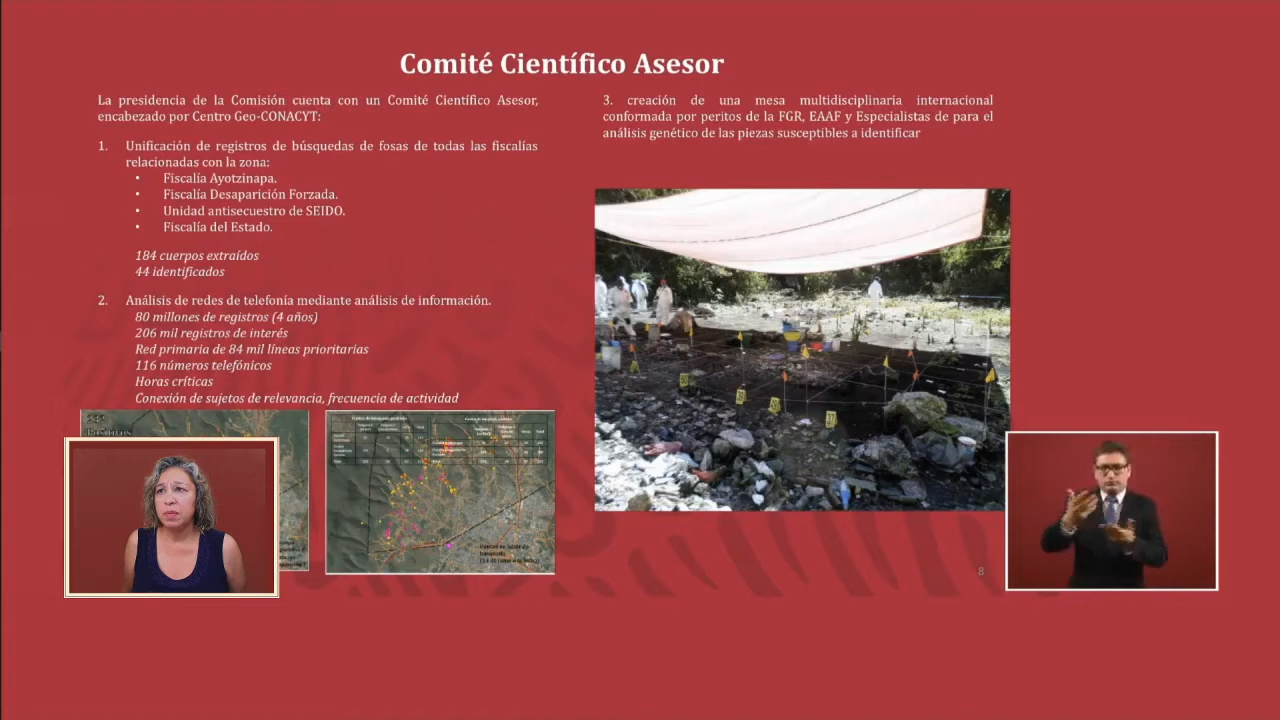 Comité Científico Asesor
La presidencia de la Comisión cuenta con un Comité Científico Asesor,
encabezado por Centro Geo-CONACYT:
1. Unificación de registros de búsquedas de fosas de todas las fiscalías
relacionadas con la zona:
• Fiscalía Ayotzinapa.
• Fiscalía Desaparición Forzada.
• Unidad antisecuestro de SEIDO.
• Fiscalía del Estado.
184 cuerpos extraídos
44 identificados
2. Análisis de redes de telefonía mediante análisis de información.
80 millones de registros (4 años)
206 mil registros de interés
Red primaria de 84 mil líneas prioritarias
116 números telefónicos
Horas críticas
Conexión de sujetos de relevancia, frecuencia de actividad
3. creación de una mesa multidisciplinaria internacional
conformada por peritos de la FGR, EAAF y Especialistas de para el
análisis genético de las piezas susceptibles a identificar
8